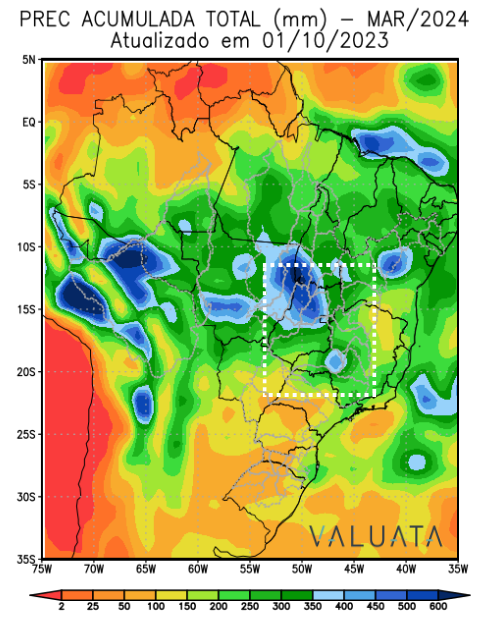 PREC ACUMULADA TOTAL (mm) – MAR/2024
Atualizado em 01/10/2023
5N
EQ
5S
10S
15S
20S
25S
30S
35S
75W 70W 65W 60W 55W 50W 45W 40W 35W
VALUATA
2 25 50 100 150 200 250 300 350 400 450 500 600